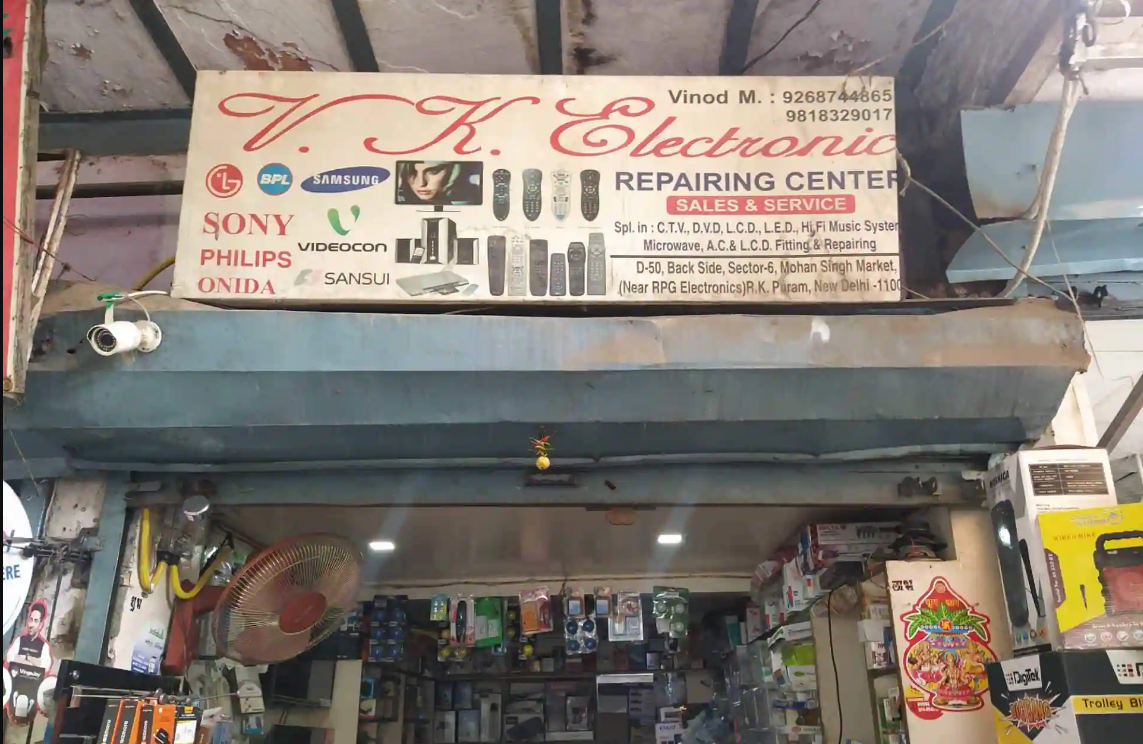 Vinod M. : 9268744865
9818329017
V. K. Electronic
LG
BPL
SAMSUNG
REPAIRING CENTER
SALES & SERVICE
SONY
VIDEOCON
PHILIPS
SANSUI
ONIDA
Spl. in : C.T.V., D.V.D, L.C.D., L.E.D., Hi,Fi Music System
Microwave, A.C.& L.C.D. Fitting & Repairing
D-50, Back Side, Sector-6, Mohan Singh Market,
(Near RPG Electronics)R.K. Puram, New Delhi -1100
ERE
शुभ
लाभ
Digitek
Trolley